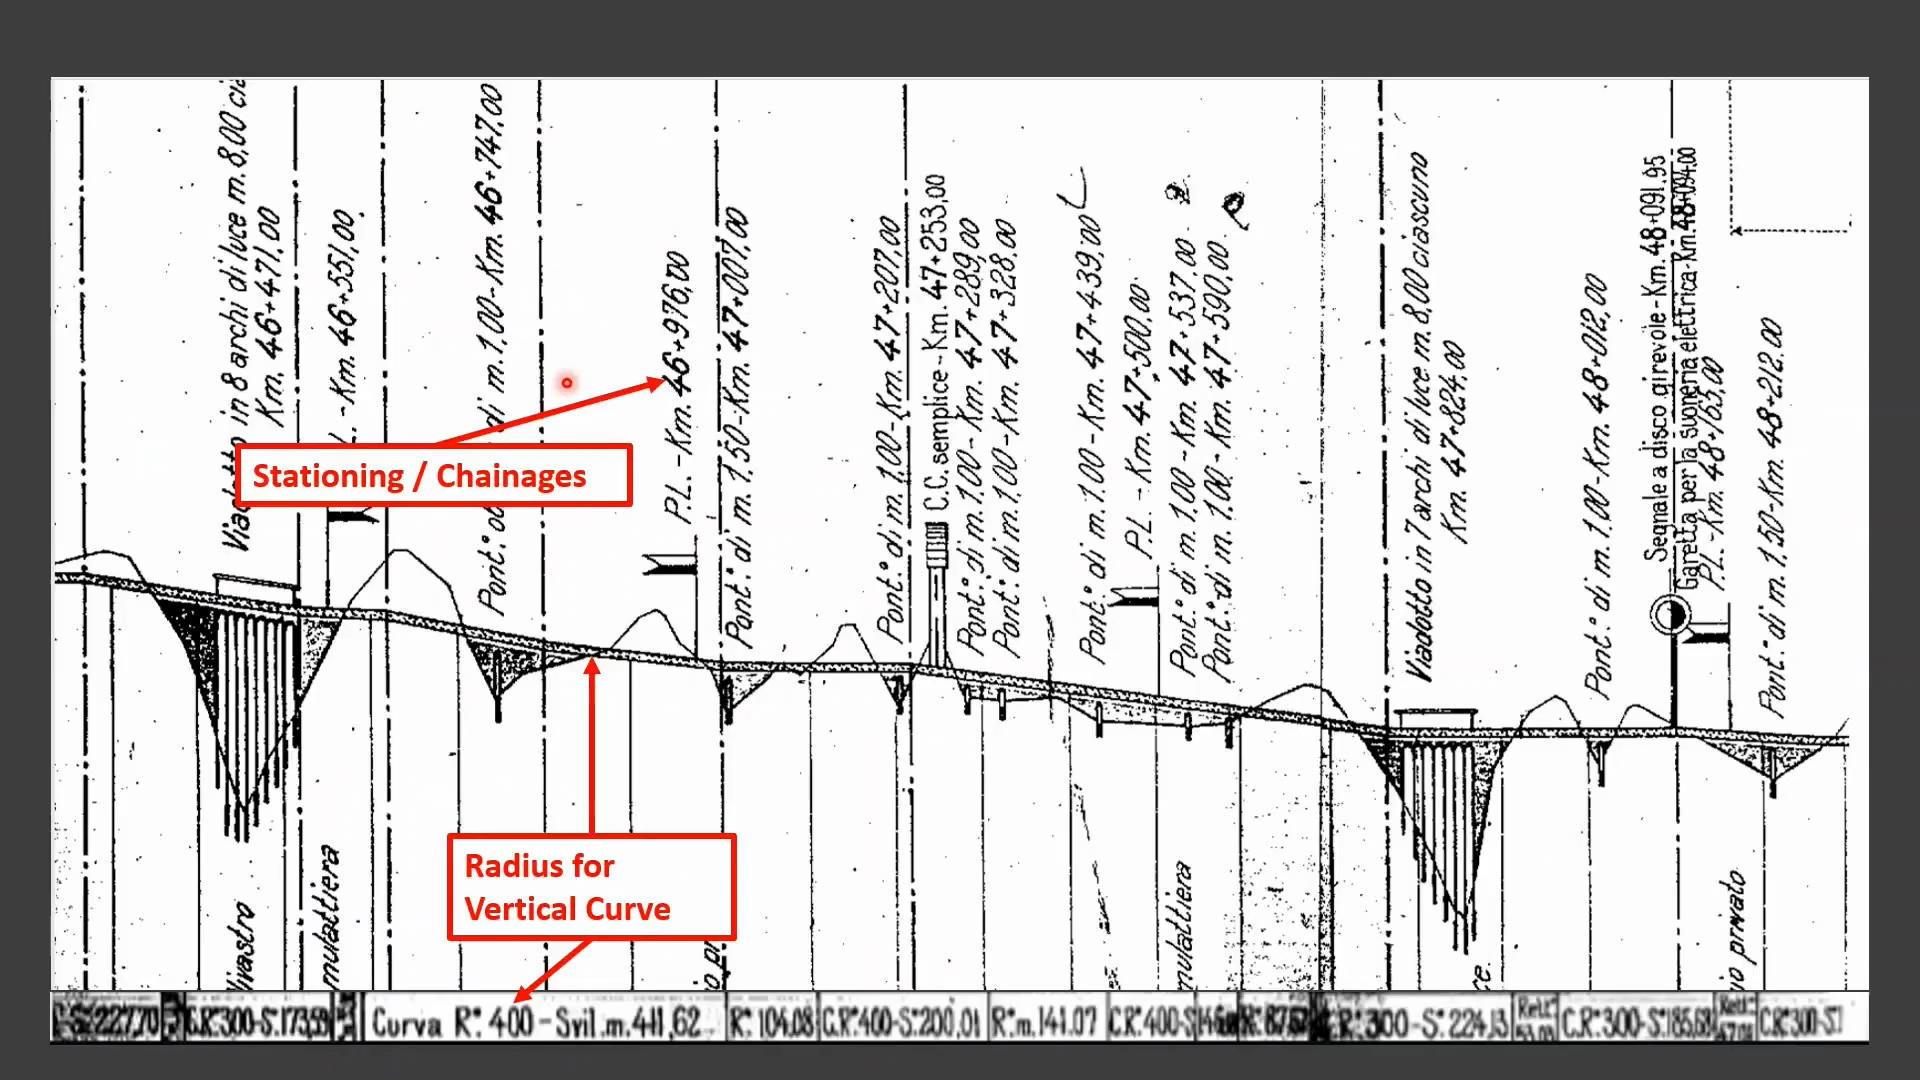 Viadotto in 8 archi di luce m. 8,00 cia
Km. 46+471,00
L. - Km. 46+551,00.
Pont.º di m. 1,00 - Km. 46+747,00
P.L. - Km. 46+976,00
Pont.º di m. 1,50 - Km. 47+007,00
Pont.º di m. 1,00 - Km. 47+207,00
C.C. semplice - Km. 47+253,00
Pont.º di m. 1,00 - Km. 47+289,00
Pont.º di m. 1,00 - Km. 47+328,00
Pont.º di m. 1,00 - Km. 47+439,00
P.L. - Km. 47+500,00
Pont.º di m. 1,00 - Km. 47+537,00
Pont.º di m. 1,00 - Km. 47+590,00
Viadotto in 7 archi di luce m. 8,00 ciascuno
Km. 47+824,00
Pont.º di m. 1,00 - Km. 48+012,00
Segnale a disco girevole - Km. 48+091.95
Garetta per la suoneria elettrica - Km. 48+094.00
P.L. - Km. 48+165,00
Pont.º di m. 1,50 - Km. 48+212.00
Stationing / Chainages
Radius for
Vertical Curve
mulattiera
mulattiera
io privato
S. 227,70
C.R.º 300 - S.º 173,59
Curva R.º 400 - Svil. m. 411,62
R.º 104,08
C.R.º 400 - S.º 200,01
R.º m. 141.07
C.R.º 400-S
R.º 300 - S.º 224,13
C.R.º 300 - S.º 185,68
C.R.º 300 - S.